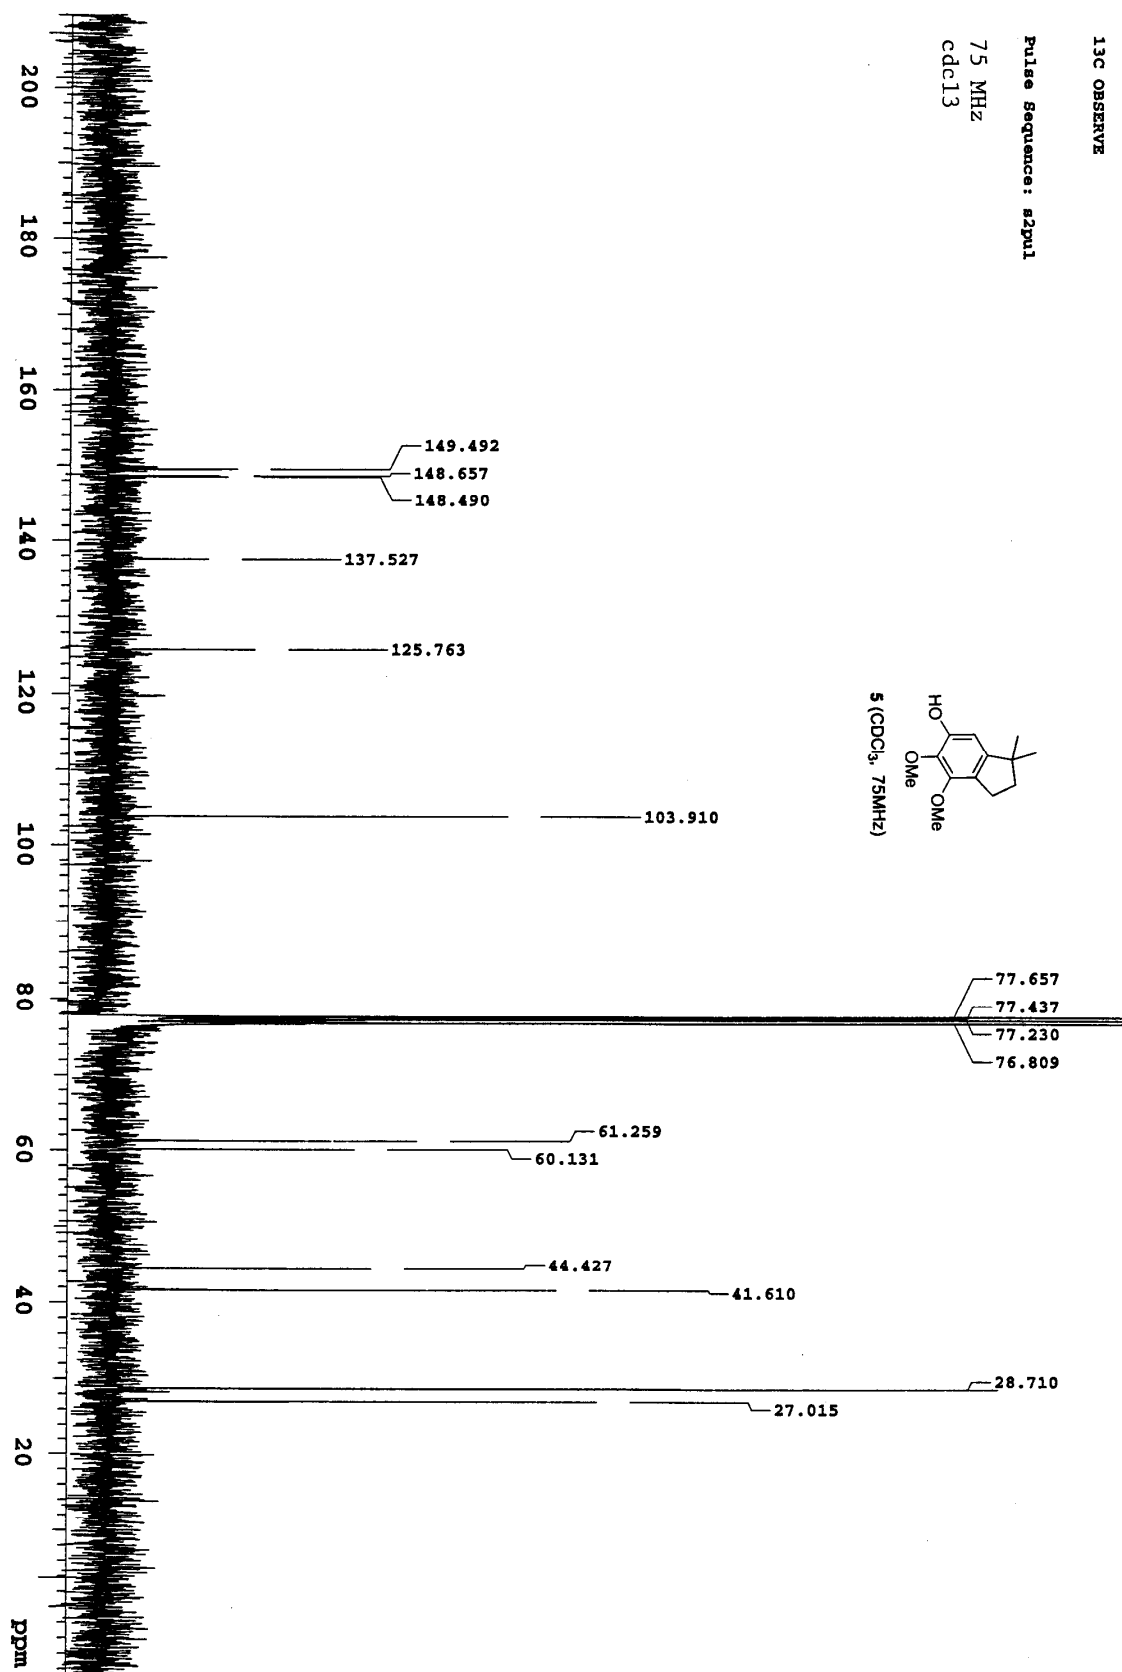 13C OBSERVE
Pulse Sequence: s2pul
75 MHz
cdcl3
HO
OMe
OMe
5 (CDCl3, 75MHz)
149.492
148.657
148.490
137.527
125.763
103.910
77.657
77.437
77.230
76.809
61.259
60.131
44.427
41.610
28.710
27.015
200 180 160 140 120 100 80 60 40 20 ppm